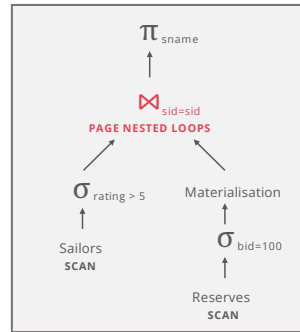 π sname
⋈ sid=sid
PAGE NESTED LOOPS
σ rating > 5
Materialisation
Sailors
SCAN
σ bid=100
Reserves
SCAN